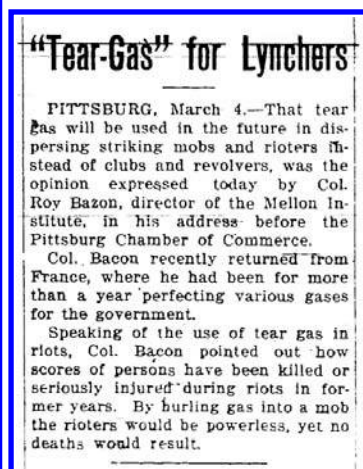 "Tear-Gas" for Lynchers
PITTSBURG, March 4.—That tear
gas will be used in the future in dis-
persing striking mobs and rioters in-
stead of clubs and revolvers, was the
opinion expressed today by Col.
Roy Bazon, director of the Mellon In-
stitute, in his address before the
Pittsburg Chamber of Commerce.
Col. Bacon recently returned from
France, where he had been for more
than a year perfecting various gases
for the government.
Speaking of the use of tear gas in
riots, Col. Bacon pointed out how
scores of persons have been killed or
seriously injured during riots in for-
mer years. By hurling gas into a mob
the rioters would be powerless, yet no
deaths would result.